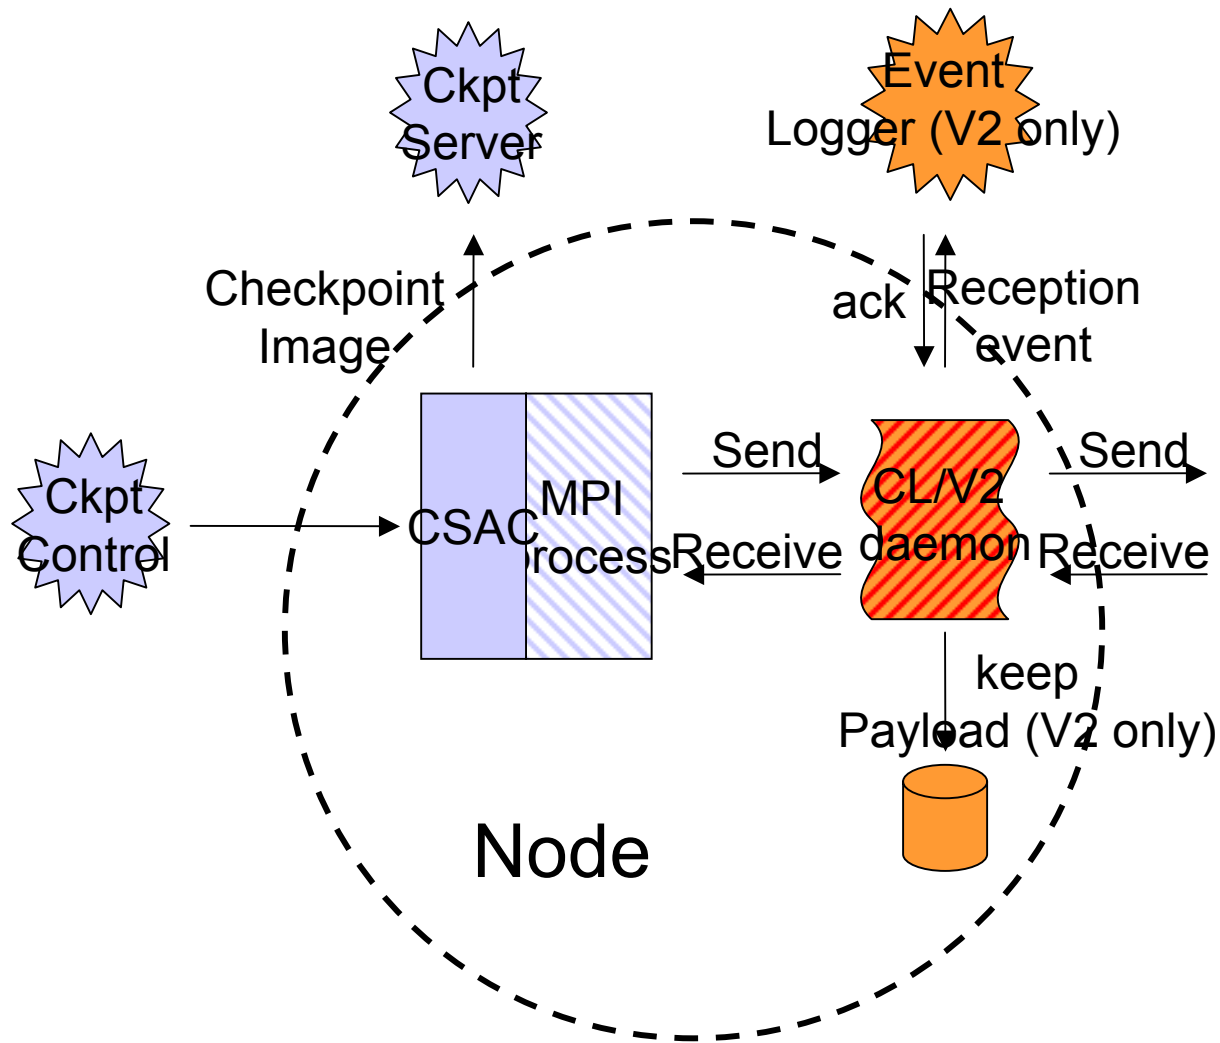 Ckpt
Server
Event
Logger (V2 only)
Checkpoint
Image
ack
Reception
event
Ckpt
Control
CSAC
MPI
process
Send
Receive
CL/V2
daemon
Send
Receive
keep
Payload (V2 only)
Node